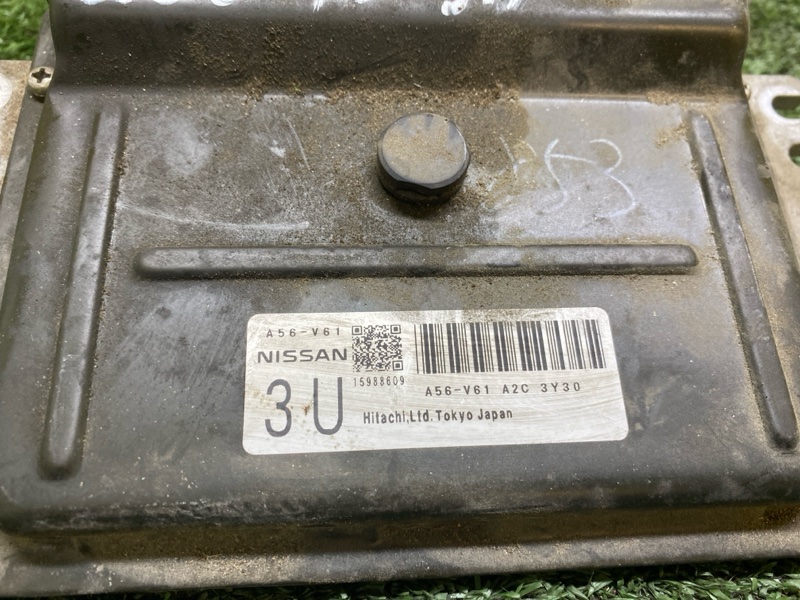 A56-V61
NISSAN
15988609
3U
A56-V61 A2C 3Y30
Hitachi,Ltd.Tokyo Japan